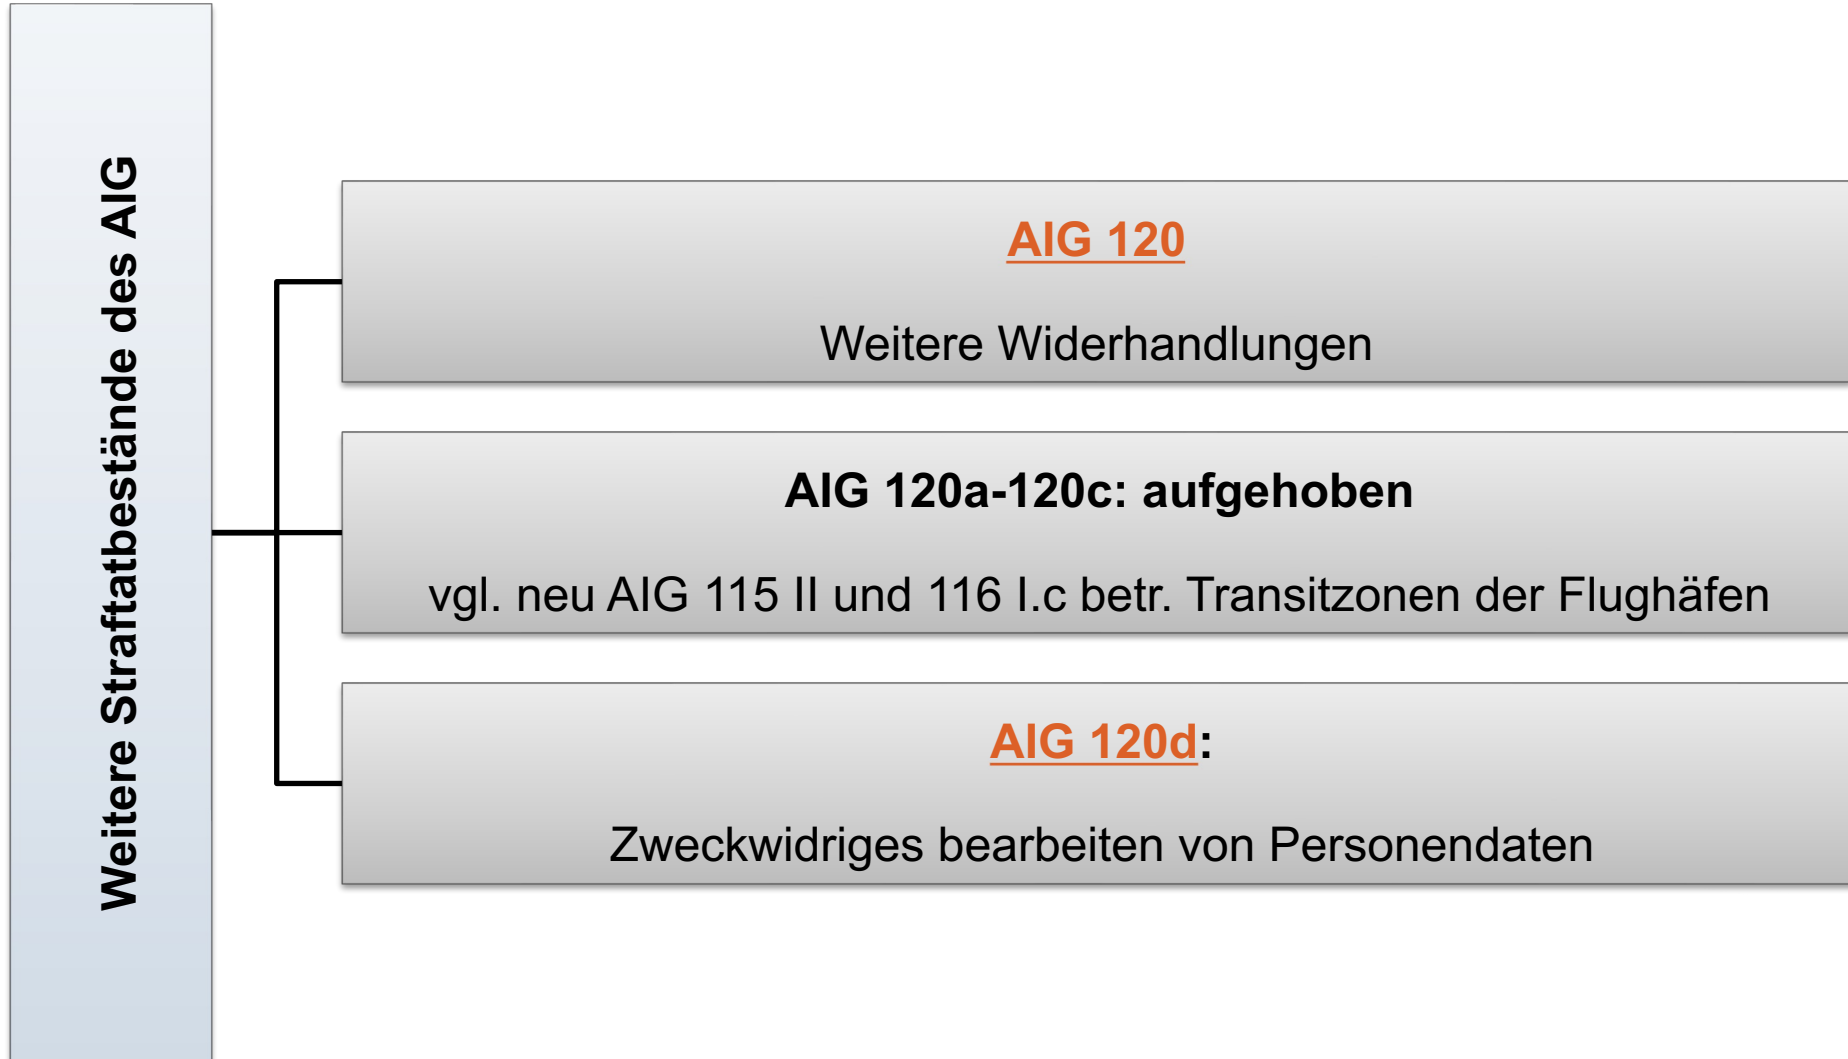 Weitere Straftatbestände des AIG
AIG 120
Weitere Widerhandlungen
AIG 120a-120c: aufgehoben
vgl. neu AIG 115 II und 116 I.c betr. Transitzonen der Flughäfen
AIG 120d:
Zweckwidriges bearbeiten von Personendaten